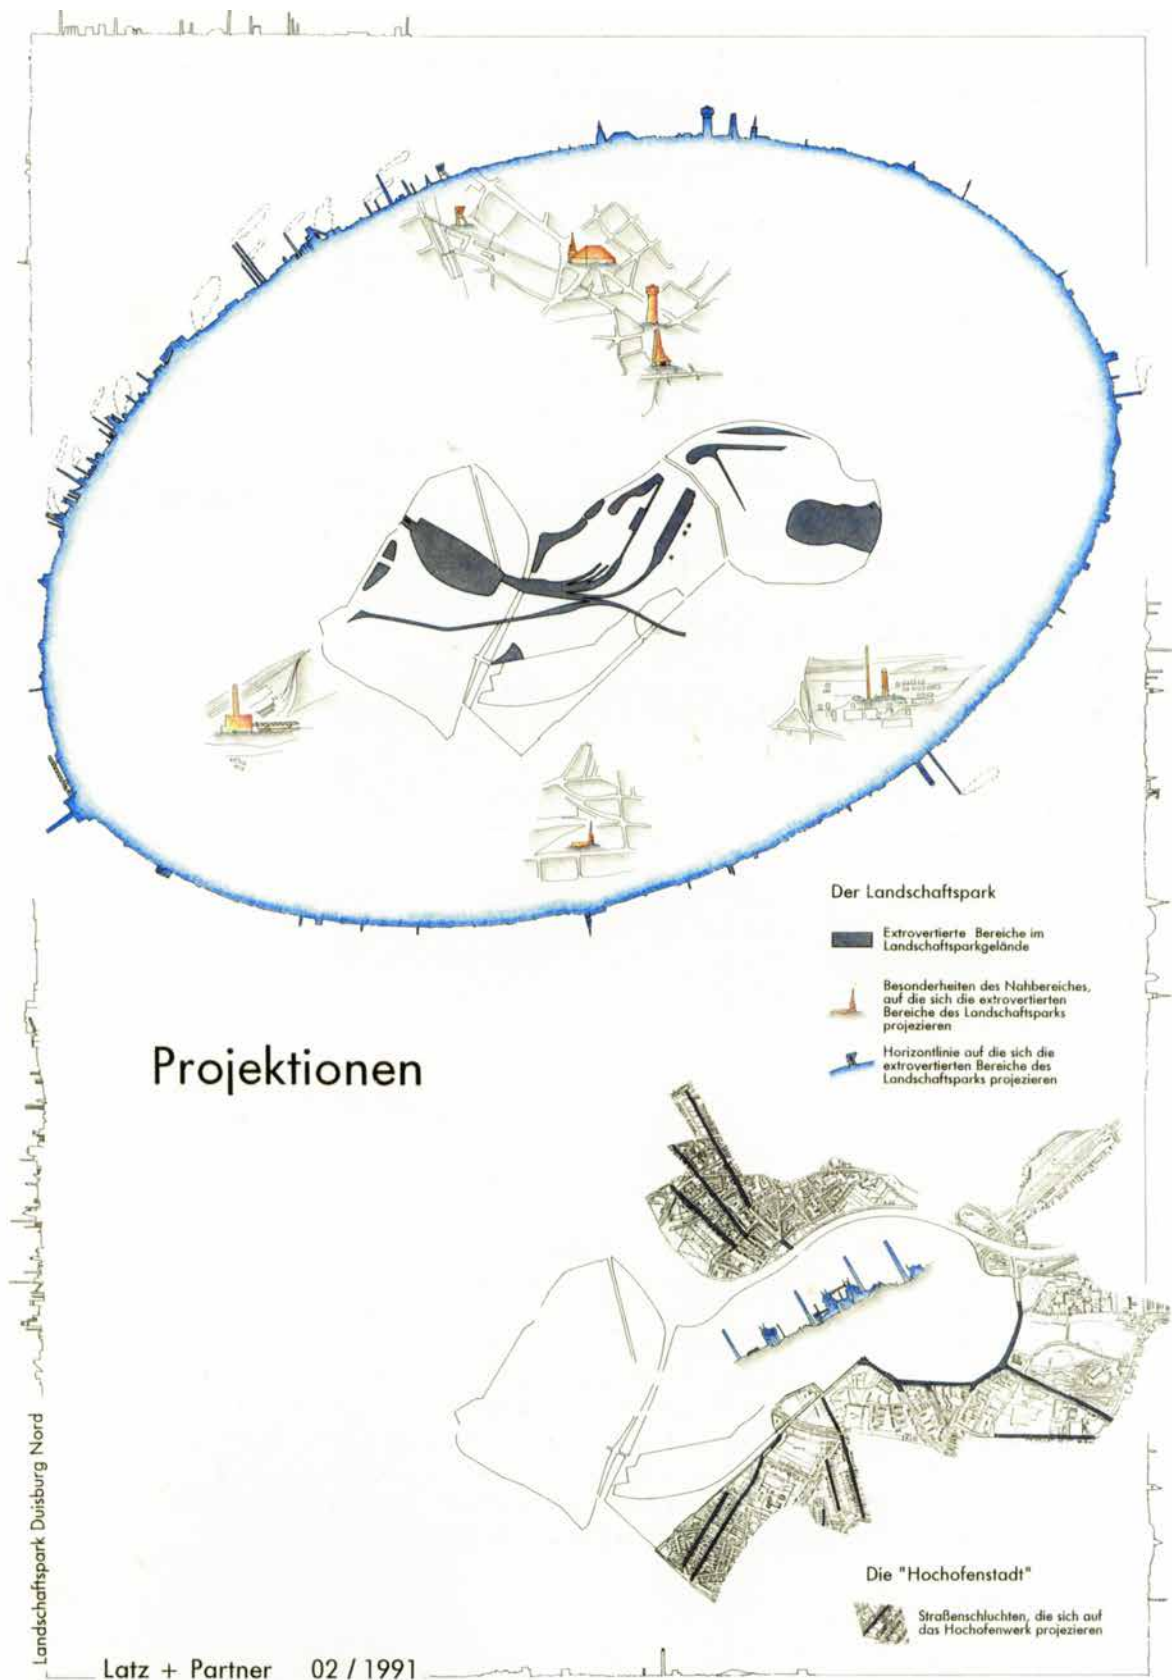 Der Landschaftspark
Extrovertierte Bereiche im
Landschaftsparkgelände
Besonderheiten des Nahbereiches,
auf die sich die extrovertierten
Bereiche des Landschaftsparks
projezieren
Horizontlinie auf die sich die
extrovertierten Bereiche des
Landschaftsparks projezieren
Projektionen
Landschaftspark Duisburg Nord
Die "Hochofenstadt"
Straßenschluchten, die sich auf
das Hochofenwerk projezieren
Latz + Partner 02 / 1991